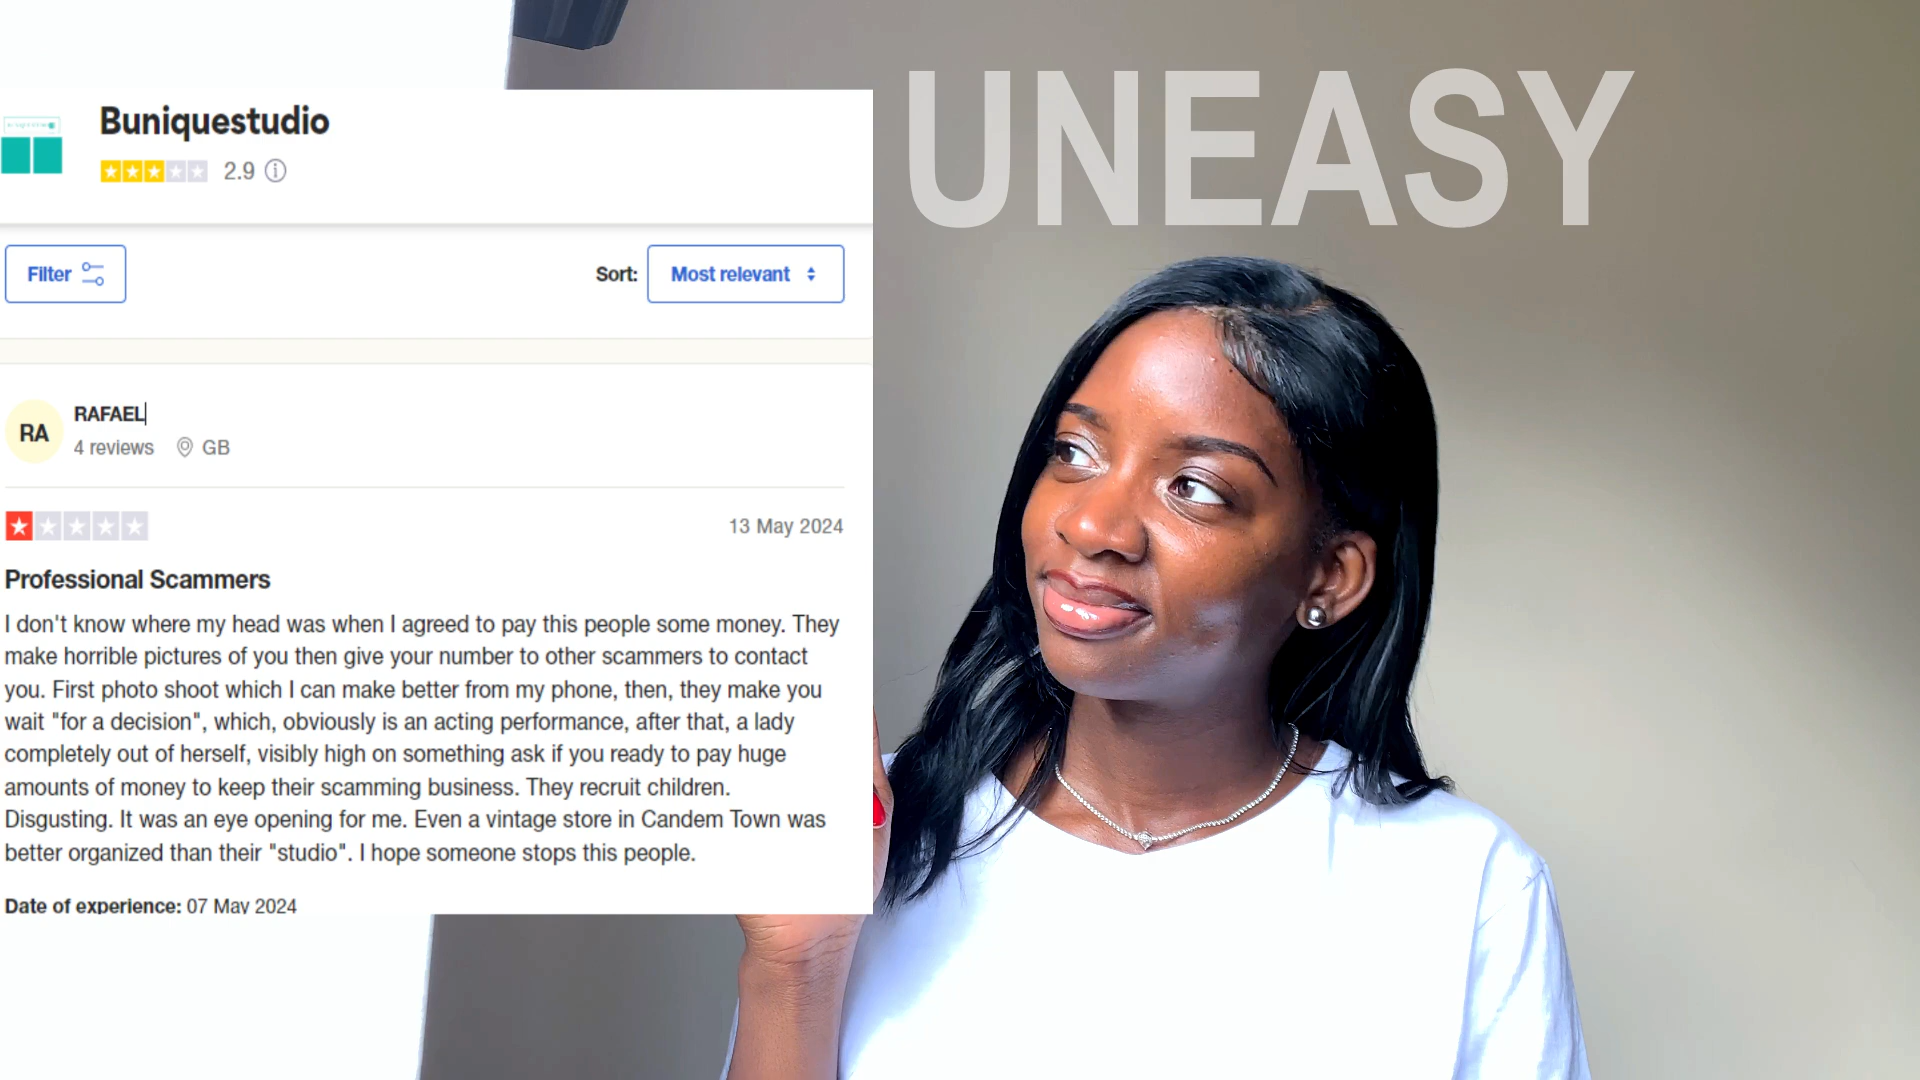 UNEASY
Buniquestudio
2.9
Filter
Sort: Most relevant
RA
RAFAEL
4 reviews GB
13 May 2024
Professional Scammers
I don't know where my head was when I agreed to pay this people some money. They
make horrible pictures of you then give your number to other scammers to contact
you. First photo shoot which I can make better from my phone, then, they make you
wait "for a decision", which, obviously is an acting performance, after that, a lady
completely out of herself, visibly high on something ask if you ready to pay huge
amounts of money to keep their scamming business. They recruit children.
Disgusting. It was an eye opening for me. Even a vintage store in Candem Town was
better organized than their "studio". I hope someone stops this people.
Date of experience: 07 May 2024